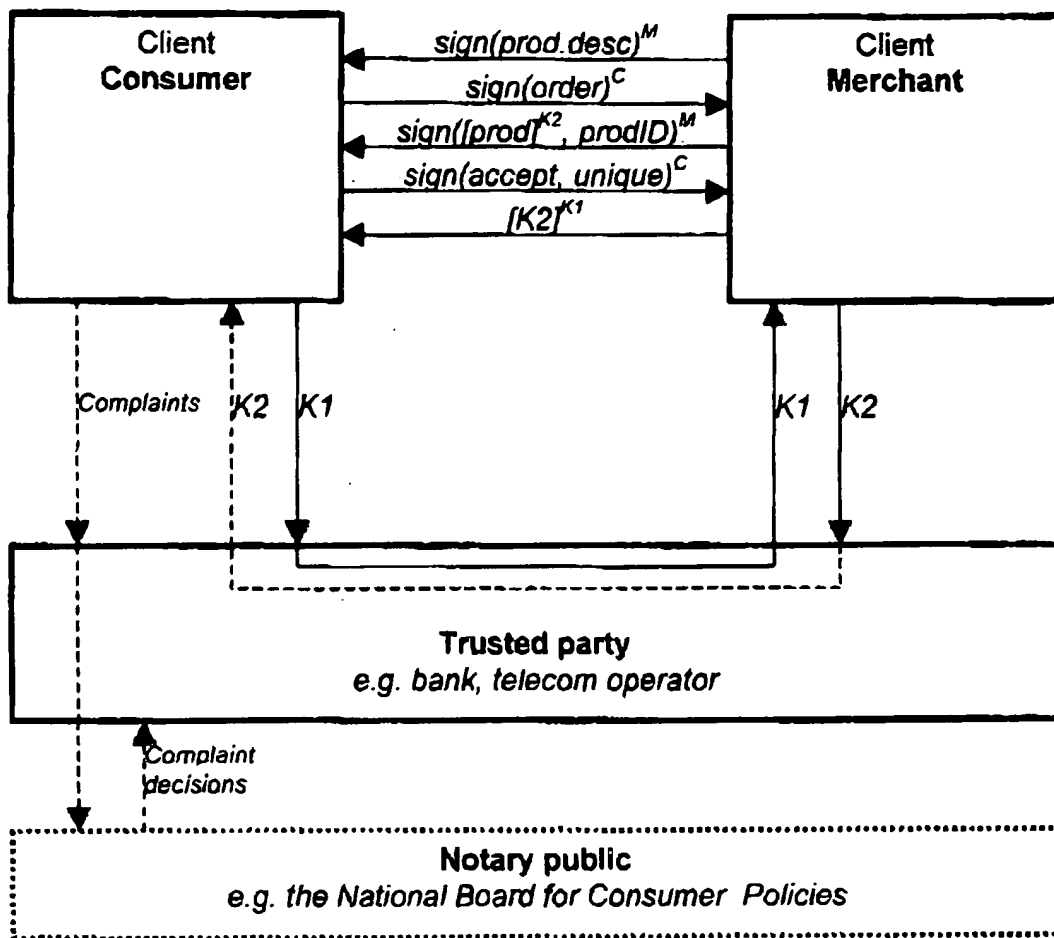 Client
Consumer
Client
Merchant
sign(prod.desc)^M
sign(order)^C
sign([prod]^K2, prodID)^M
sign(accept, unique)^C
[K2]^K1
Complaints
K2
K1
K1
K2
Trusted party
e.g. bank, telecom operator
Complaint
decisions
Notary public
e.g. the National Board for Consumer Policies